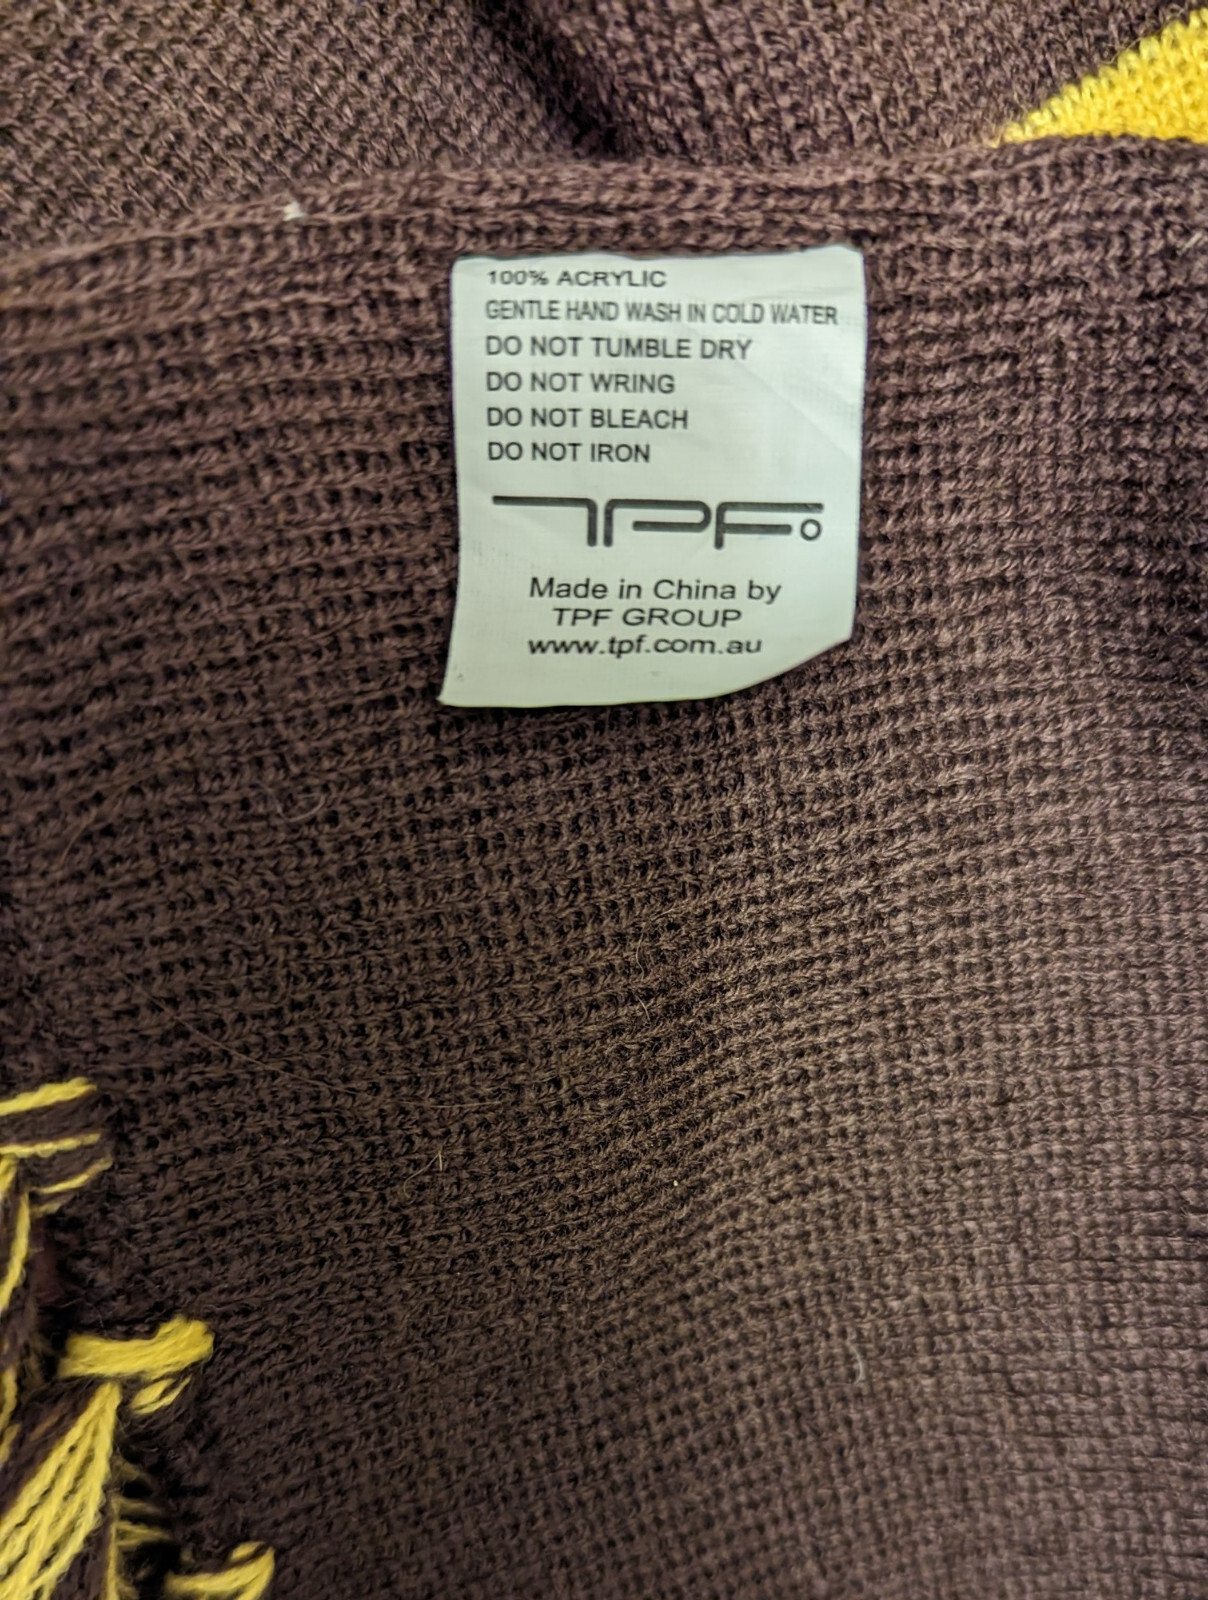 100% ACRYLIC
GENTLE HAND WASH IN COLD WATER
DO NOT TUMBLE DRY
DO NOT WRING
DO NOT BLEACH
DO NOT IRON
TPF
Made in China by
TPF GROUP
www.tpf.com.au